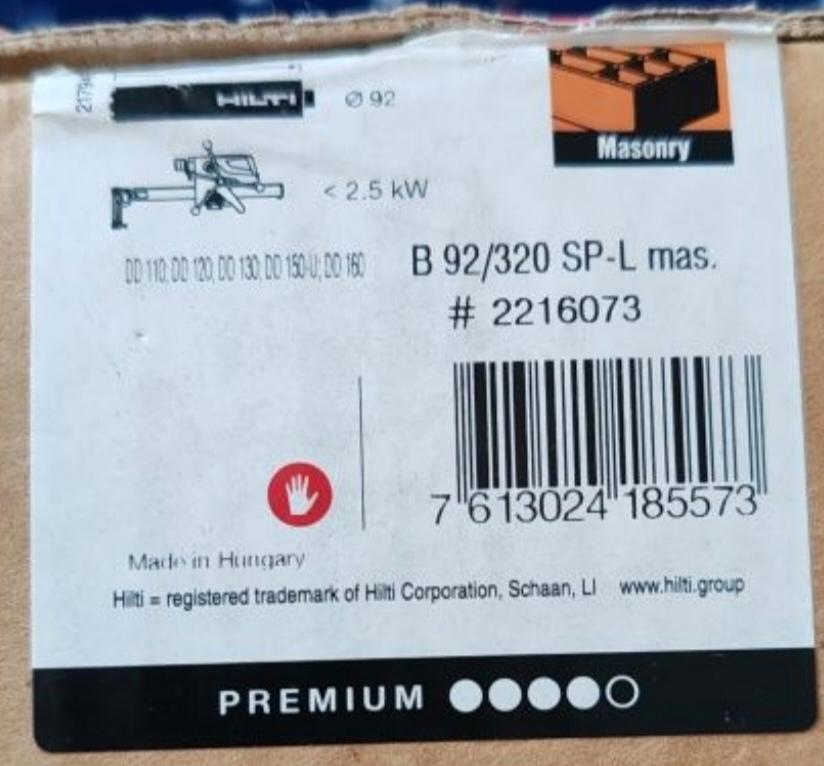 HILTI
Ø 92
Masonry
< 2.5 kW
DD 110; DD 120; DD 130; DD 150-U; DD 160
B 92/320 SP-L mas.
# 2216073
7 613024 185573
Made in Hungary
Hilti = registered trademark of Hilti Corporation, Schaan, LI www.hilti.group
PREMIUM